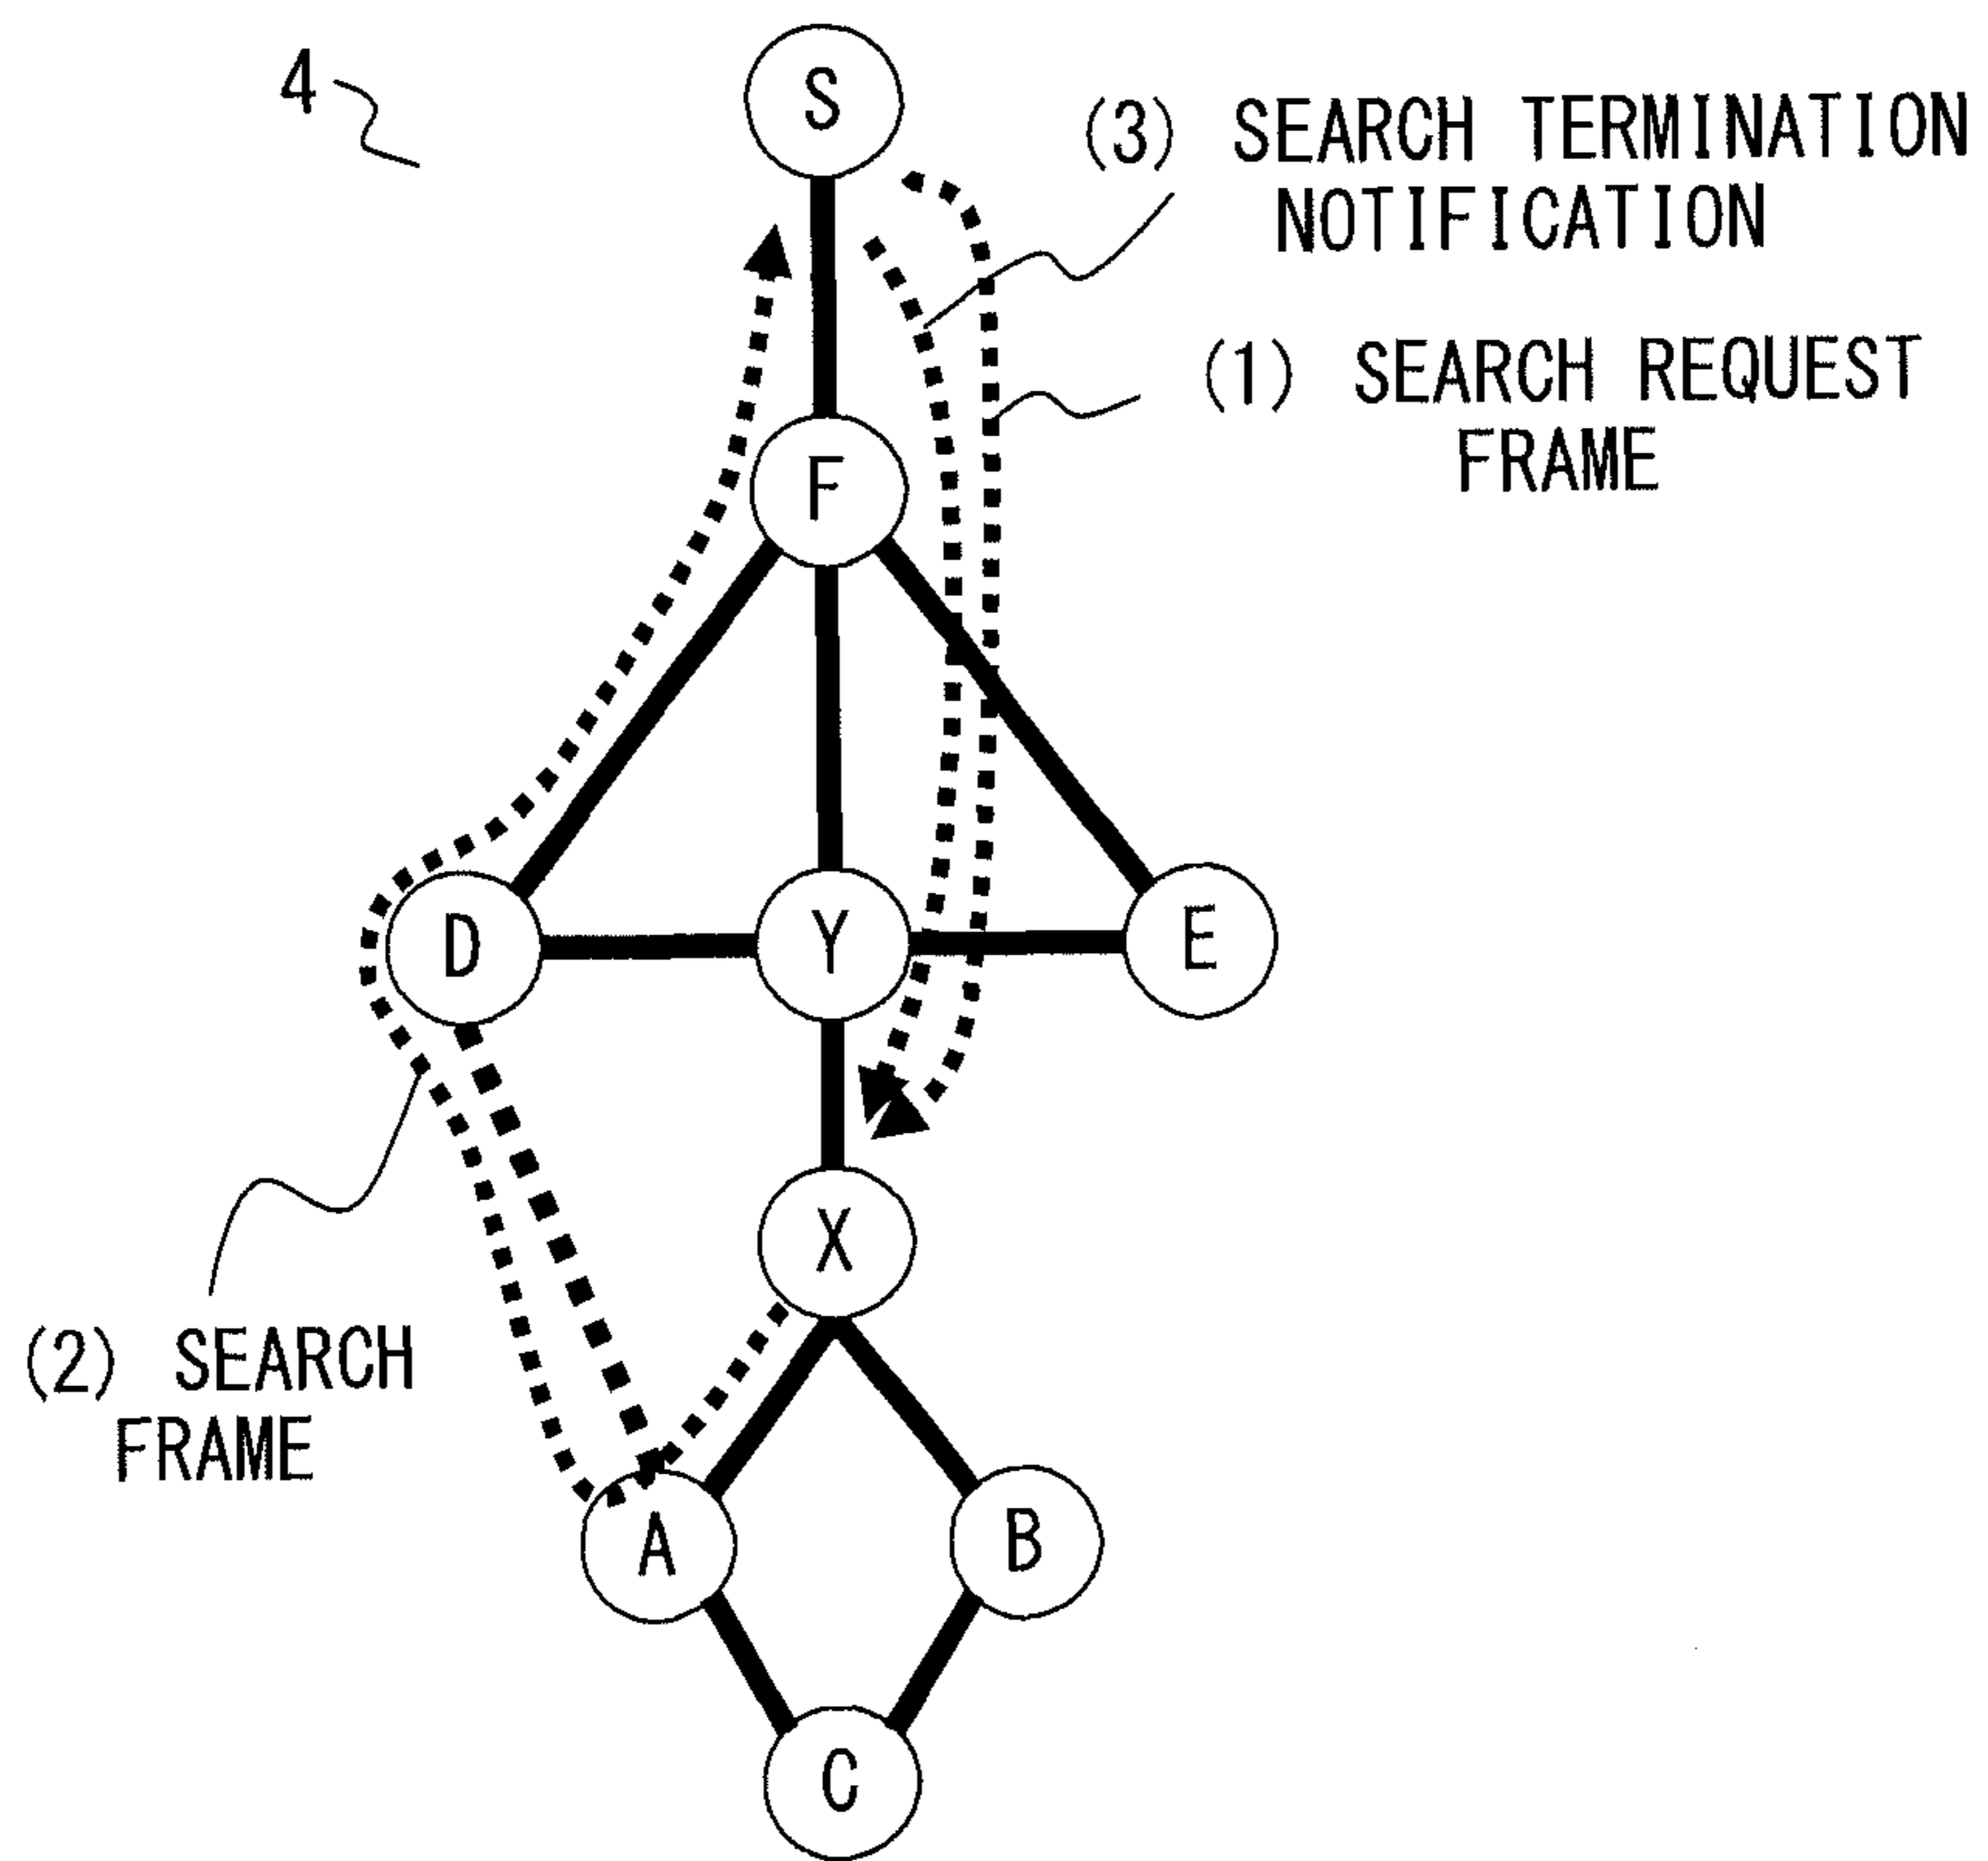 4
S
(3) SEARCH TERMINATION
NOTIFICATION
(1) SEARCH REQUEST
FRAME
F
D
Y
E
X
(2) SEARCH
FRAME
A
B
C